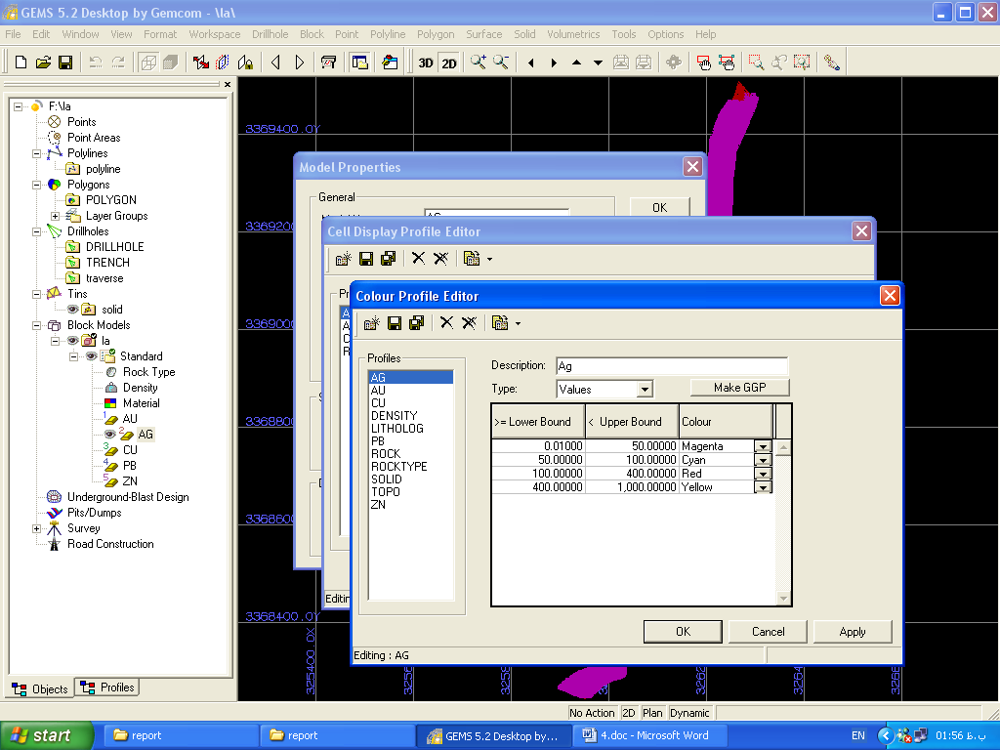 GEMS 5.2 Desktop by Gemcom - \la\
File Edit Window View Format Workspace Drillhole Block Point Polyline Polygon Surface Solid Volumetrics Tools Options Help
3D 2D
F:\la
Points
Point Areas
Polylines
polyline
Polygons
POLYGON
Layer Groups
Drillholes
DRILLHOLE
TRENCH
traverse
Tins
solid
Block Models
la
Standard
Rock Type
Density
Material
1 AU
2 AG
3 CU
4 PB
5 ZN
Underground-Blast Design
Pits/Dumps
Survey
Road Construction
Objects Profiles
3369400.0Y
3369200
3369000
3368800
3368600
3368400.0Y
325400.0X
Model Properties
General
OK
Cell Display Profile Editor
Colour Profile Editor
Profiles
AG
AU
CU
DENSITY
LITHOLOG
PB
ROCK
ROCKTYPE
SOLID
TOPO
ZN
Description: Ag
Type: Values Make GGP
>= Lower Bound < Upper Bound Colour
0.01000 50.00000 Magenta
50.00000 100.00000 Cyan
100.00000 400.00000 Red
400.00000 1,000.00000 Yellow
OK Cancel Apply
Editing : AG
No Action 2D Plan Dynamic
start report report GEMS 5.2 Desktop by... 4.doc - Microsoft Word EN 01:56 ب.ظ